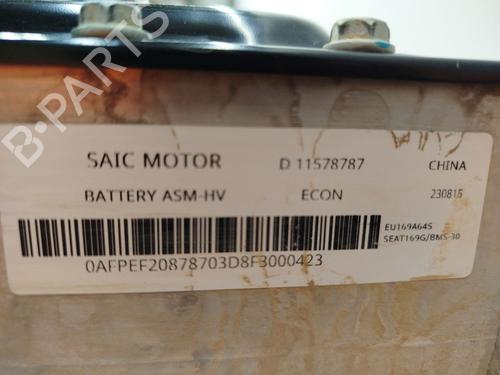 B-PARTS
SAIC MOTOR D 11578787 CHINA
BATTERY ASM-HV ECON 230815
EU169A64S
SEAT169G/BMS-30
0AFPEF20878703D8F3000423